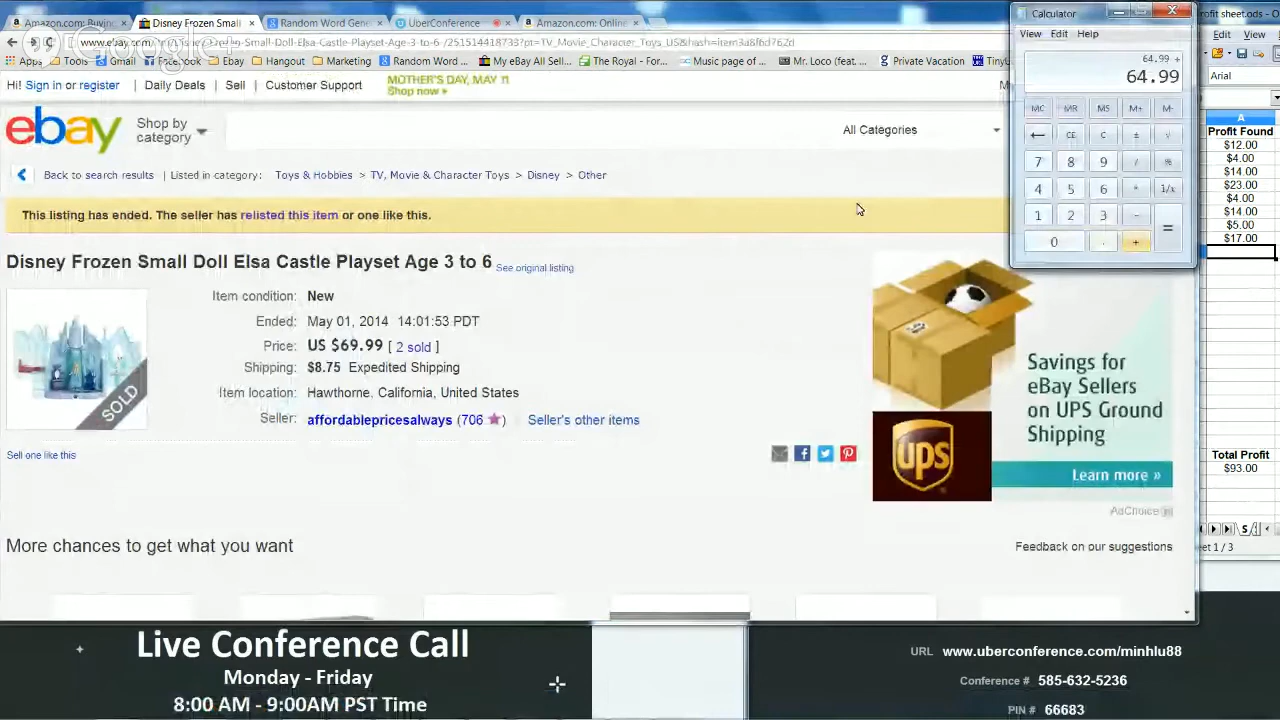 Amazon.com: Buying
Disney Frozen Small
Random Word Gene
UberConference
Amazon.com: Online
Calculator
rofit sheet.ods
Google+
Apps
Tools
Gmail
Facebook
Ebay
Hangout
Marketing
Random Word
My eBay All Sell...
The Royal - For...
Music page of
Mr. Loco (feat.
Private Vacation
TinyU
View Edit Help
Edit View
64.99 +
64.99
Arial
Hi! Sign in or register
Daily Deals
Sell
Customer Support
MOTHER'S DAY, MAY 11
Shop now
My
MC MR MS M+ M-
← CE C ± √
7 8 9 / %
4 5 6 * 1/x
1 2 3 - =
0 . +
A
Profit Found
$12.00
$4.00
$14.00
$23.00
$4.00
$14.00
$5.00
$17.00
Total Profit
$93.00
et 1 / 3
ebay
Shop by
category
All Categories
Back to search results | Listed in category: Toys & Hobbies > TV, Movie & Character Toys > Disney > Other
This listing has ended. The seller has relisted this item or one like this.
Disney Frozen Small Doll Elsa Castle Playset Age 3 to 6 See original listing
Item condition: New
Ended: May 01, 2014 14:01:53 PDT
Price: US $69.99 [ 2 sold ]
Shipping: $8.75 Expedited Shipping
Item location: Hawthorne, California, United States
Seller: affordablepricesalways (706 ) Seller's other items
SOLD
Sell one like this
Savings for
eBay Sellers
on UPS Ground
Shipping
ups
Learn more »
AdChoice
More chances to get what you want
Feedback on our suggestions
Live Conference Call
Monday - Friday
8:00 AM - 9:00AM PST Time
URL www.uberconference.com/minhlu88
Conference # 585-632-5236
PIN # 66683